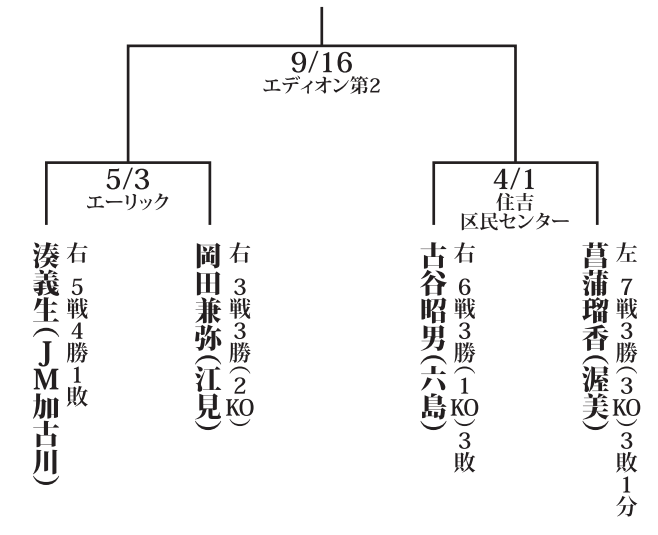 9/16
エディオン第2
5/3
エーリック
4/1
住吉
区民センター
左 7戦3勝(3KO)3敗1分
菖蒲瑠香(渥美)
右 6戦3勝(1KO)3敗
古谷昭男(六島)
右 3戦3勝(2KO)
岡田兼弥(江見)
右 5戦4勝1敗
湊義生(JM加古川)